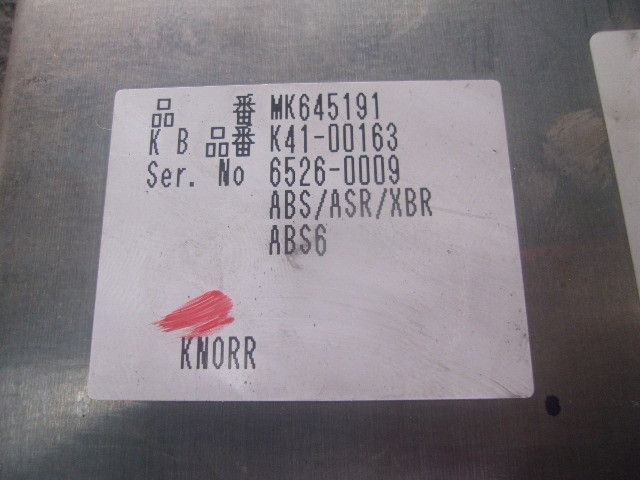 品 番 MK645191
K B 品番 K41-00163
Ser. No 6526-0009
ABS/ASR/XBR
ABS6
KNORR